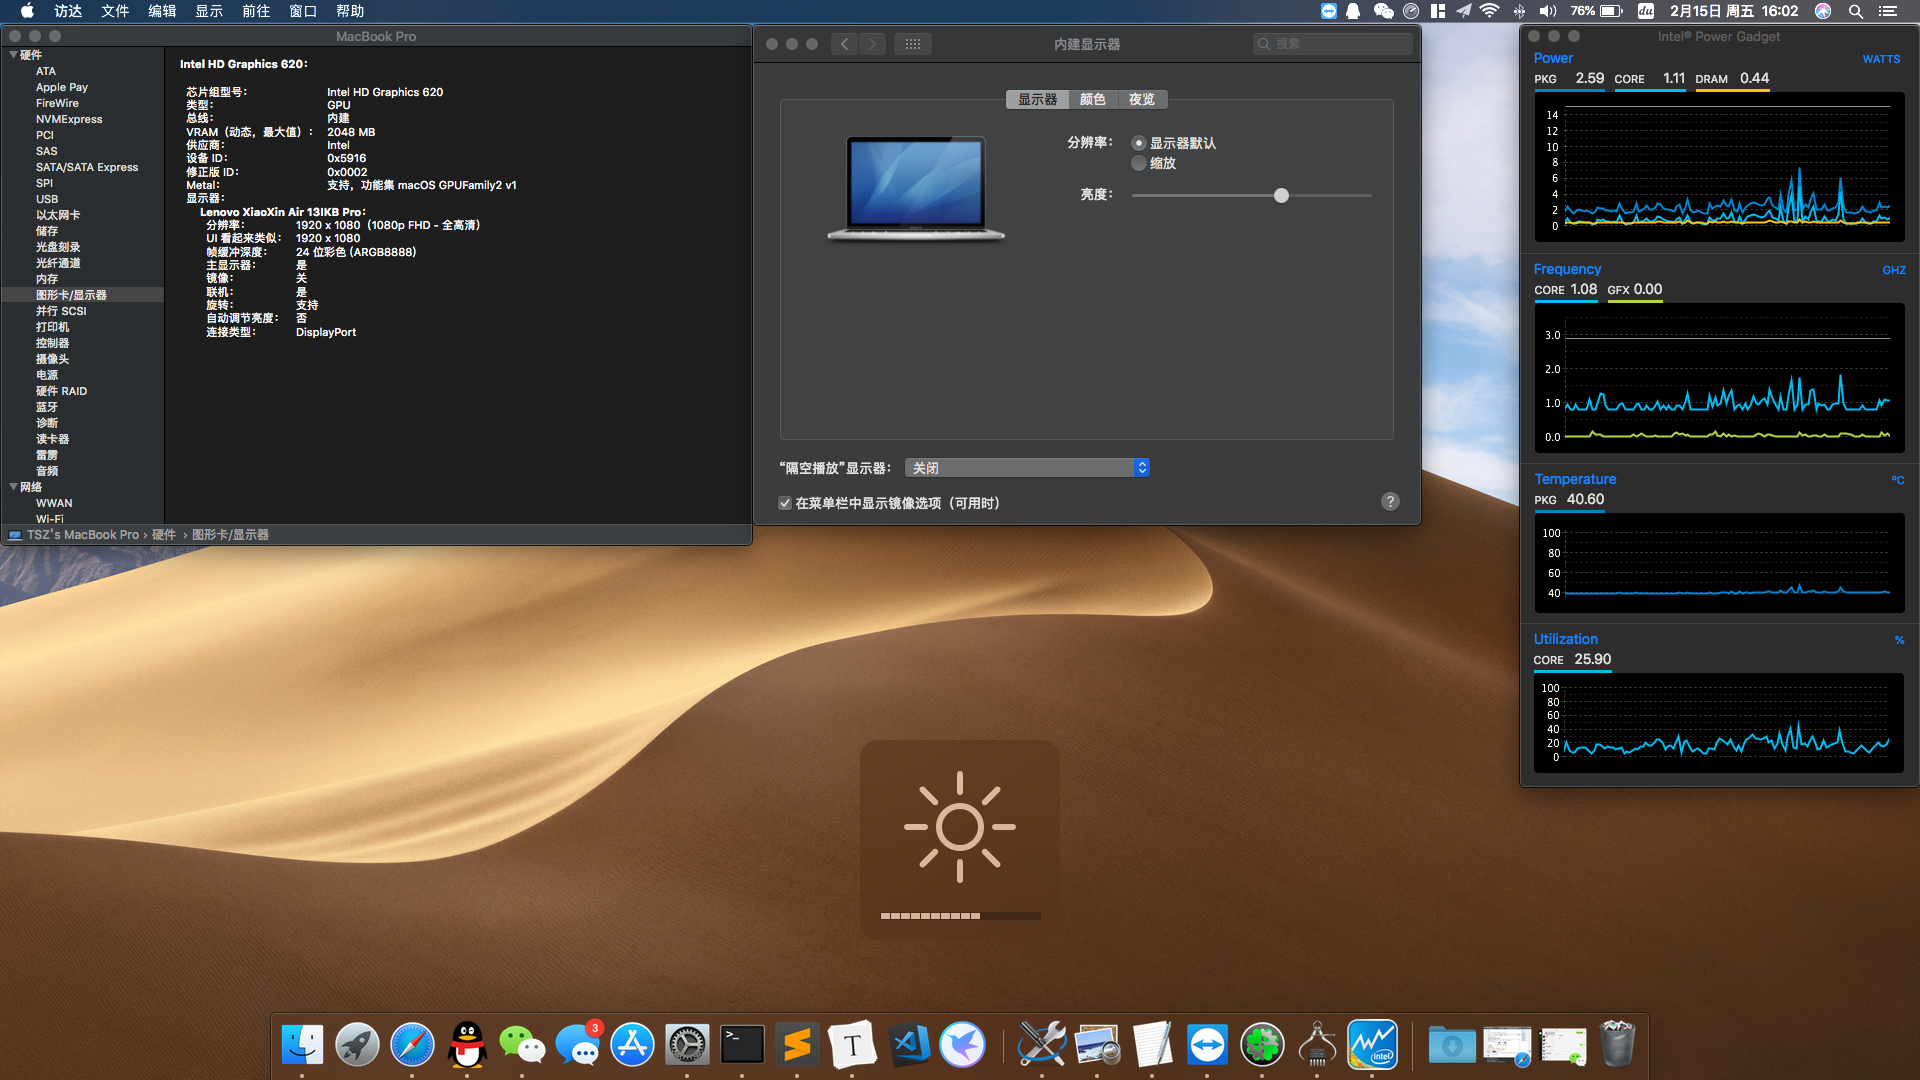 访达 文件 编辑 显示 前往 窗口 帮助
76% du 2月15日 周五 16:02
MacBook Pro
硬件
ATA
Apple Pay
FireWire
NVMExpress
PCI
SAS
SATA/SATA Express
SPI
USB
以太网卡
储存
光盘刻录
光纤通道
内存
图形卡/显示器
并行 SCSI
打印机
控制器
摄像头
电源
硬件 RAID
蓝牙
诊断
读卡器
雷雳
音频
网络
WWAN
Wi-Fi
Intel HD Graphics 620:
芯片组型号: Intel HD Graphics 620
类型: GPU
总线: 内建
VRAM（动态，最大值）: 2048 MB
供应商: Intel
设备 ID: 0x5916
修正版 ID: 0x0002
Metal: 支持，功能集 macOS GPUFamily2 v1
显示器:
Lenovo XiaoXin Air 13IKB Pro:
分辨率: 1920 x 1080（1080p FHD - 全高清）
UI 看起来类似: 1920 x 1080
帧缓冲深度: 24 位彩色 (ARGB8888)
主显示器: 是
镜像: 关
联机: 是
旋转: 支持
自动调节亮度: 否
连接类型: DisplayPort
TSZ's MacBook Pro › 硬件 › 图形卡/显示器
内建显示器
搜索
显示器 颜色 夜览
分辨率: 显示器默认
缩放
亮度:
“隔空播放”显示器: 关闭
在菜单栏中显示镜像选项（可用时）
?
Intel® Power Gadget
Power WATTS
PKG 2.59 CORE 1.11 DRAM 0.44
14
12
10
8
6
4
2
0
Frequency GHZ
CORE 1.08 GFX 0.00
3.0
2.0
1.0
0.0
Temperature °C
PKG 40.60
100
80
60
40
Utilization %
CORE 25.90
100
80
60
40
20
0
3
>_
T
intel